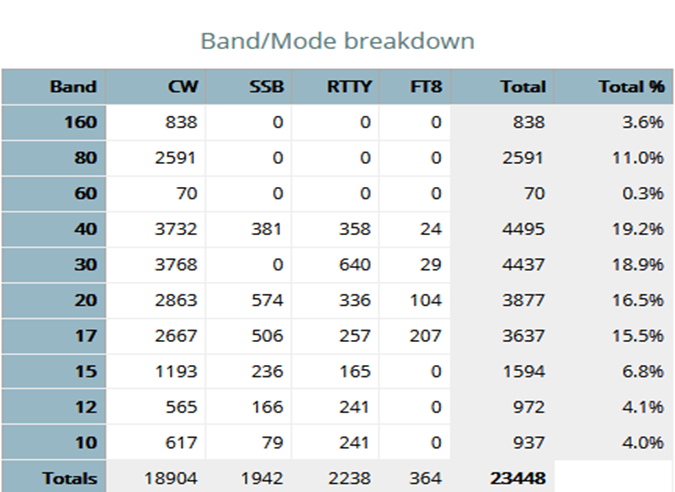 Band/Mode breakdown
Band CW SSB RTTY FT8 Total Total %
160 838 0 0 0 838 3.6%
80 2591 0 0 0 2591 11.0%
60 70 0 0 0 70 0.3%
40 3732 381 358 24 4495 19.2%
30 3768 0 640 29 4437 18.9%
20 2863 574 336 104 3877 16.5%
17 2667 506 257 207 3637 15.5%
15 1193 236 165 0 1594 6.8%
12 565 166 241 0 972 4.1%
10 617 79 241 0 937 4.0%
Totals 18904 1942 2238 364 23448